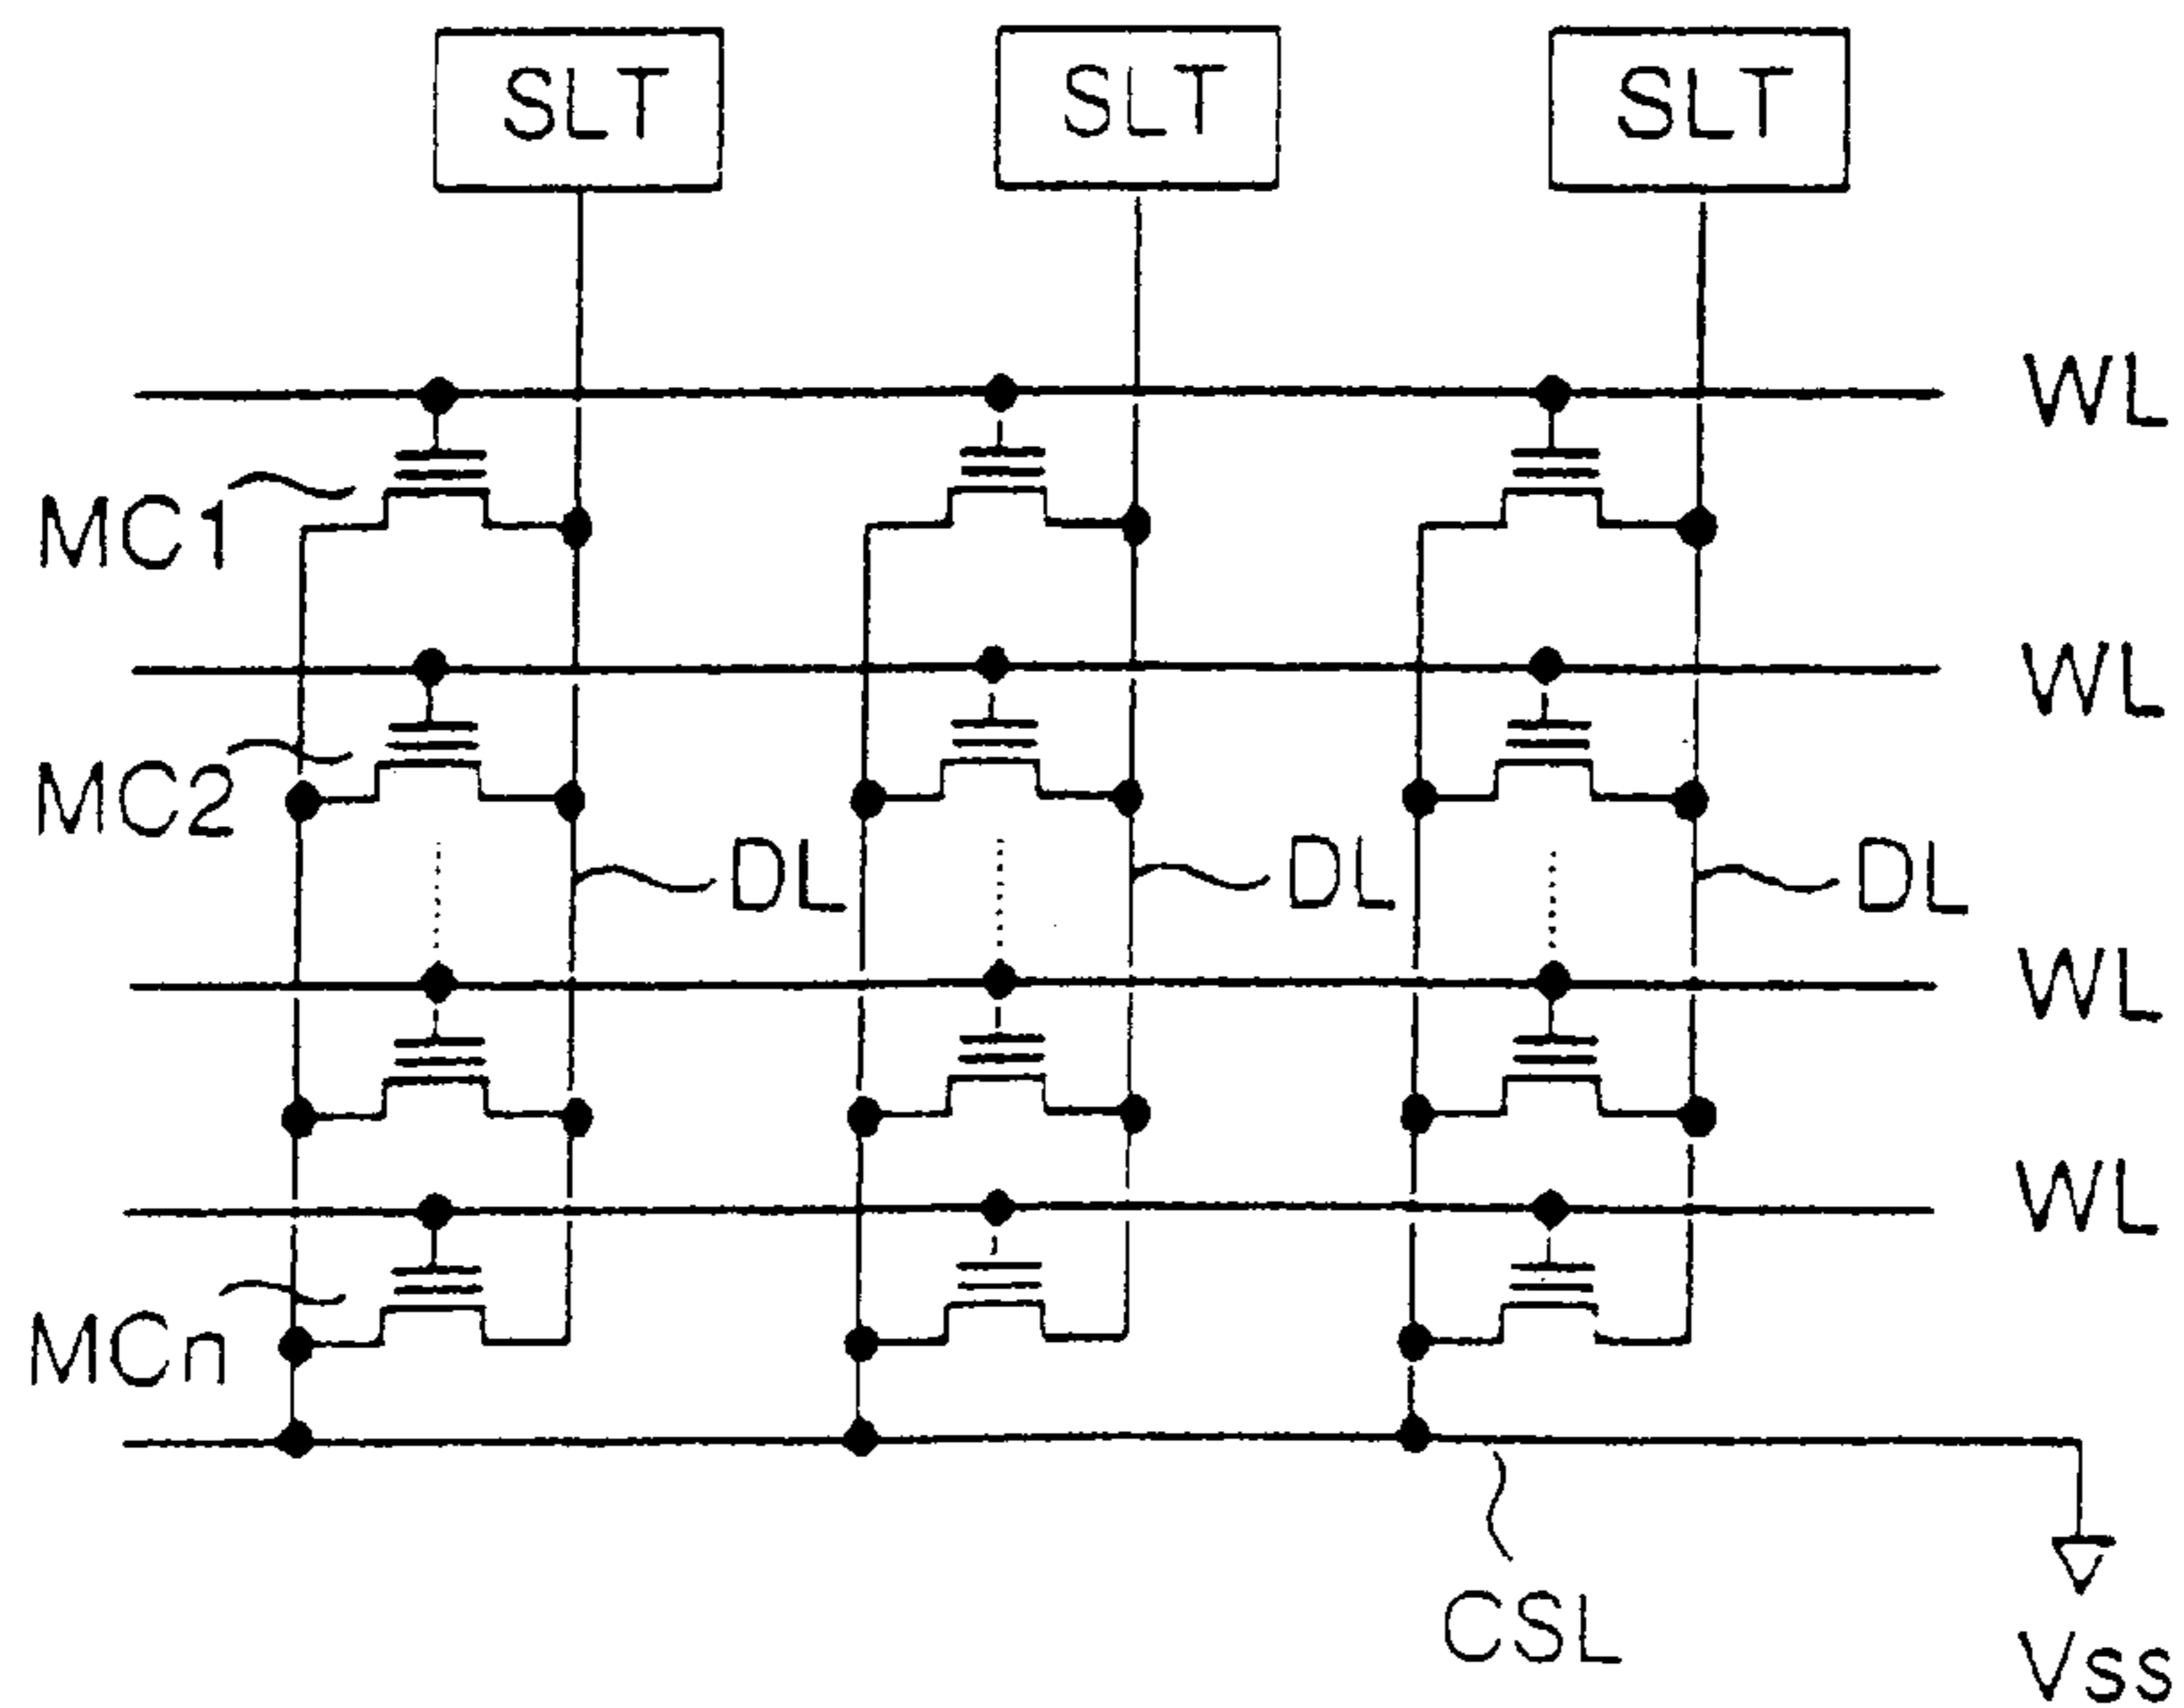 SLT SLT SLT
WL
MC1
WL
MC2
DL DL DL
WL
WL
MCn
CSL
Vss